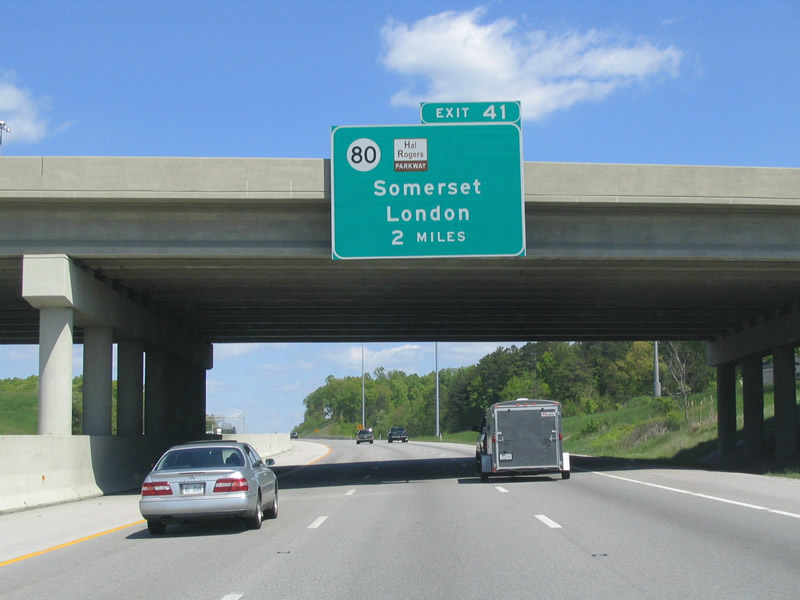 EXIT 41
80
Hal
Rogers
PARKWAY
Somerset
London
2 MILES